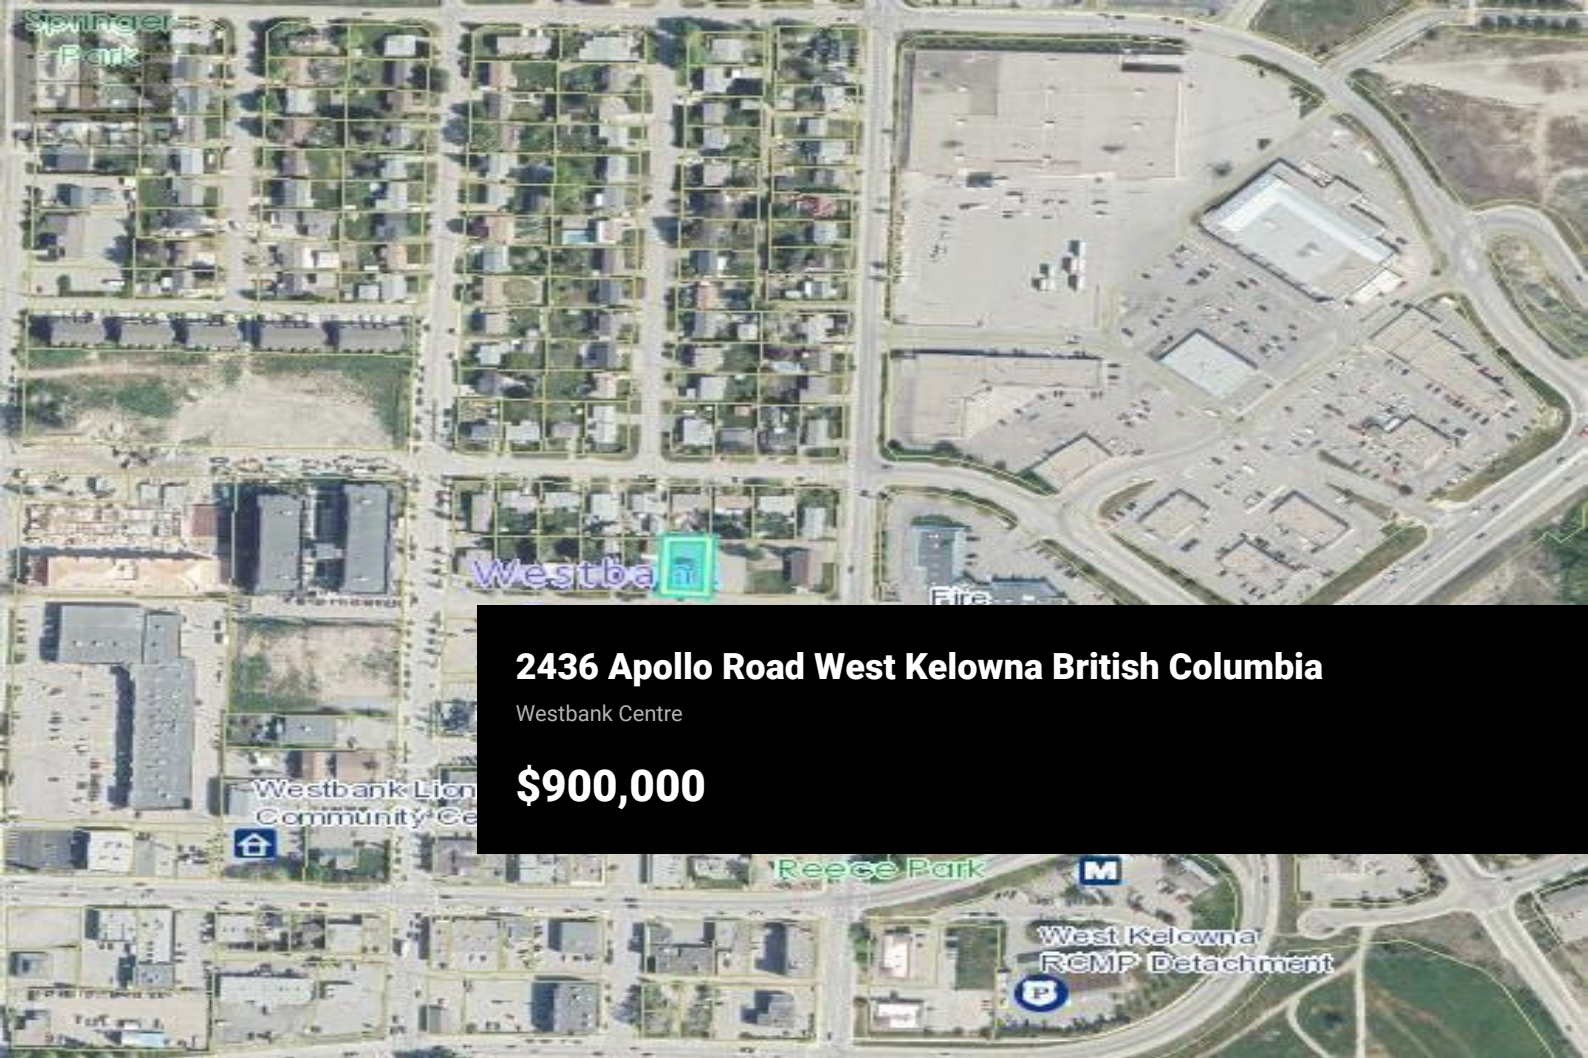 Springer
Park
Westba
Fire
2436 Apollo Road West Kelowna British Columbia
Westbank Centre
$900,000
Westbank Lion
Community Ce
Reece Park
M
West Kelowna
RCMP Detachment
P